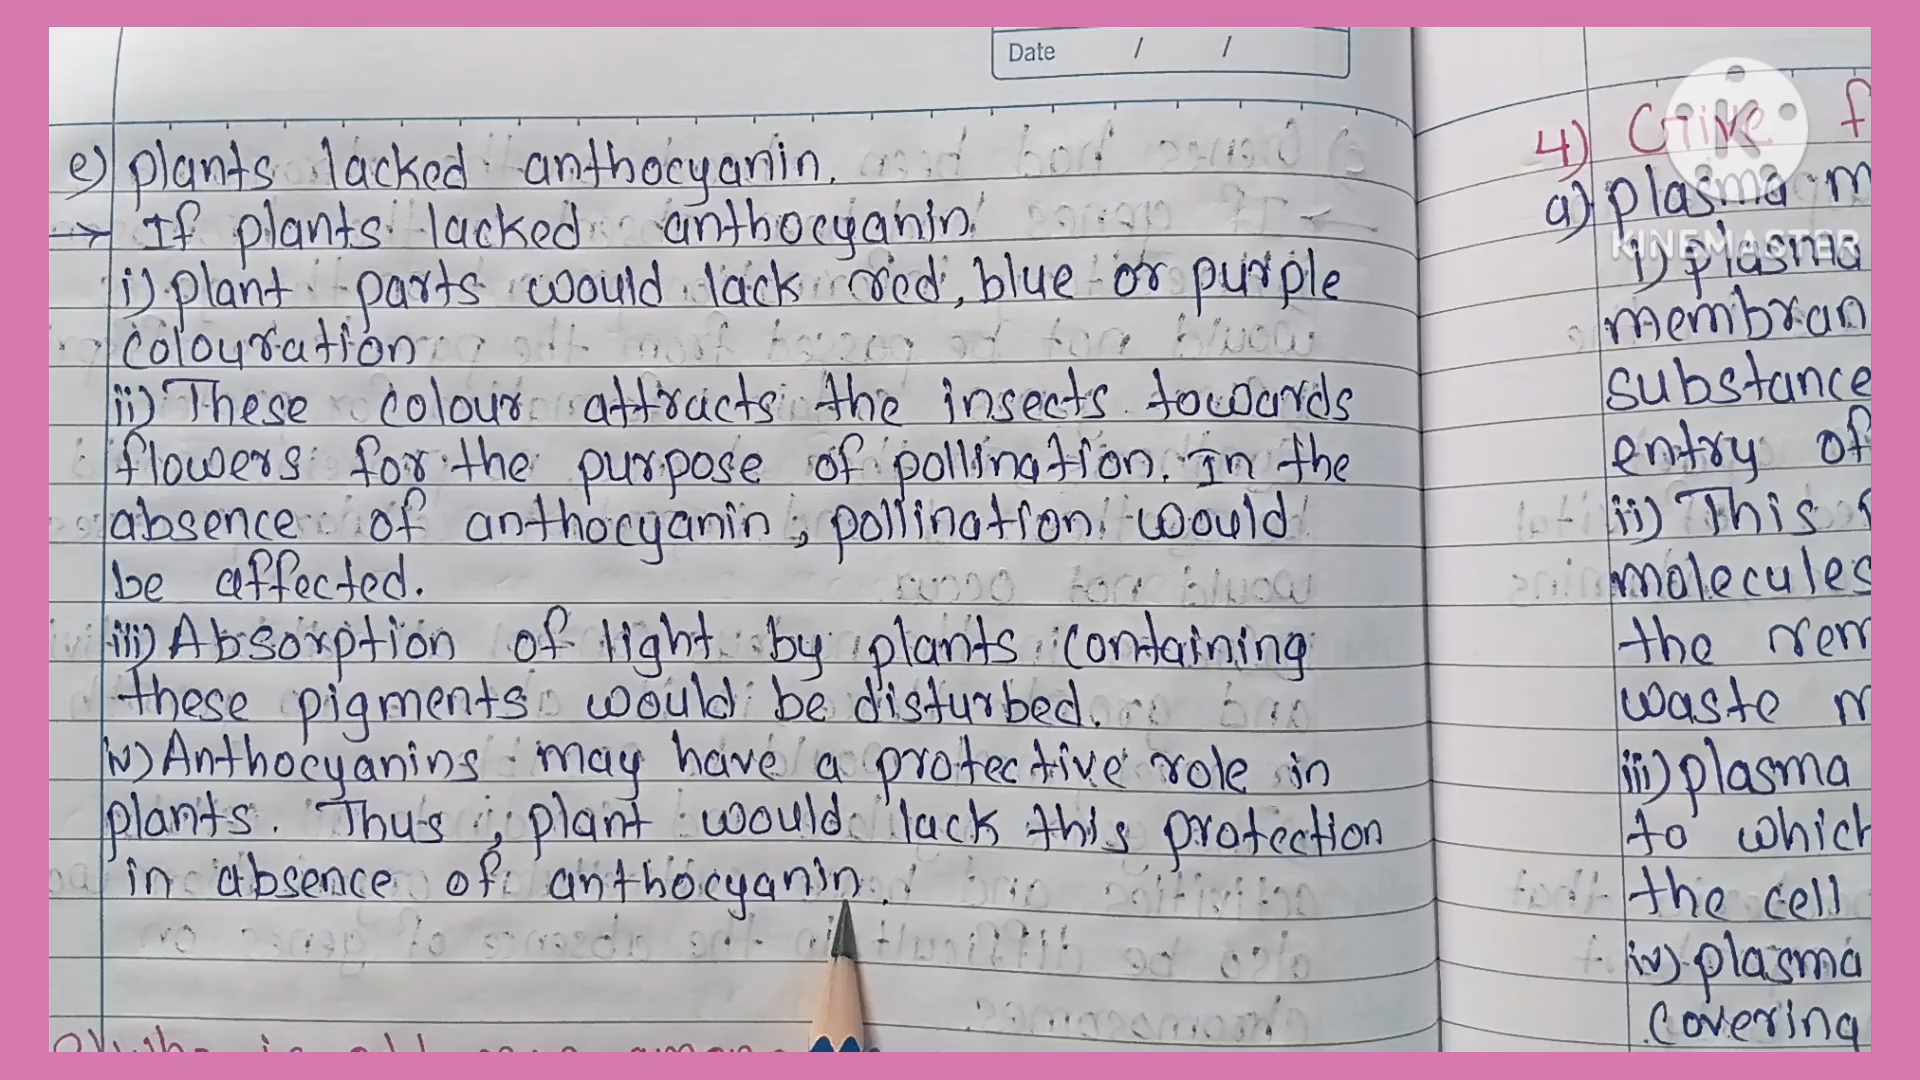 Date / /
e) plants lacked anthocyanin.
→ If plants lacked anthocyanin
i) plant parts would lack red, blue or purple
colouration
ii) These colour attracts the insects towards
flowers for the purpose of pollination. In the
absence of anthocyanin, pollination would
be affected.
iii) Absorption of light by plants containing
these pigments would be disturbed.
iv) Anthocyanins may have a protective role in
plants. Thus, plant would lack this protection
in absence of anthocyanin.
4) Give f
a) plasma m
i) plasma
membran
substance
entry of
ii) This
molecules
the rem
waste m
iii) plasma
to which
the cell
iv) plasma
covering
KINEMASTER